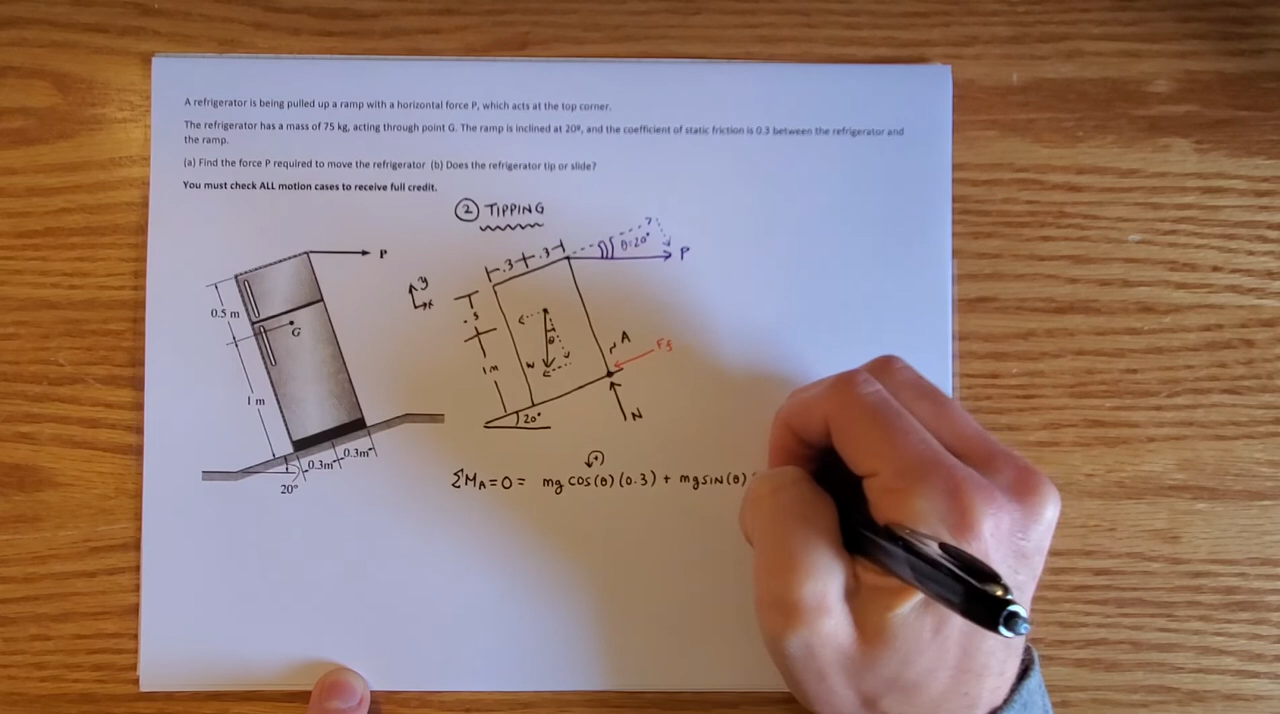 A refrigerator is being pulled up a ramp with a horizontal force P, which acts at the top corner.
The refrigerator has a mass of 75 kg, acting through point G. The ramp is inclined at 20º, and the coefficient of static friction is 0.3 between the refrigerator and
the ramp.
(a) Find the force P required to move the refrigerator (b) Does the refrigerator tip or slide?
You must check ALL motion cases to receive full credit.
② TIPPING
P
0.5 m
G
1 m
0.3m
0.3m
20°
y
x
.3
.3
θ=20°
P
.5
1m
θ
W
A
N
20°
ΣM_A = 0 = mg cos(θ)(0.3) + mg sin(θ)